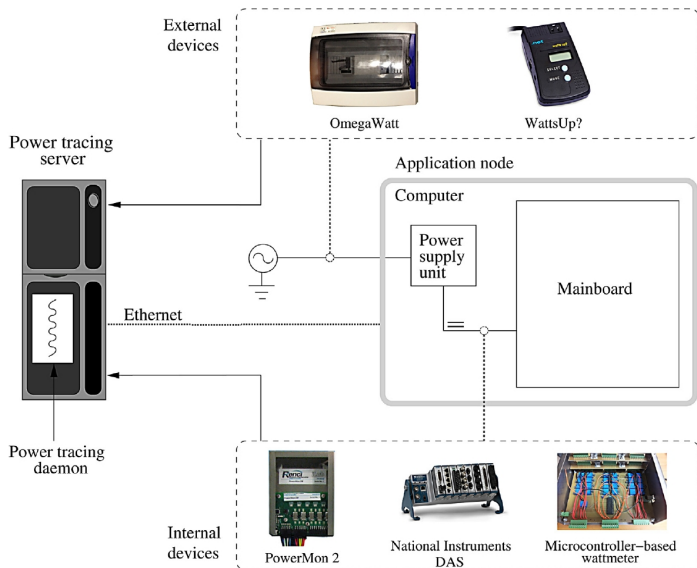 External
devices
OmegaWatt
WattsUp?
Power tracing
server
Application node
Computer
Power
supply
unit
Mainboard
Ethernet
Power tracing
daemon
Internal
devices
PowerMon 2
National Instruments
DAS
Microcontroller−based
wattmeter